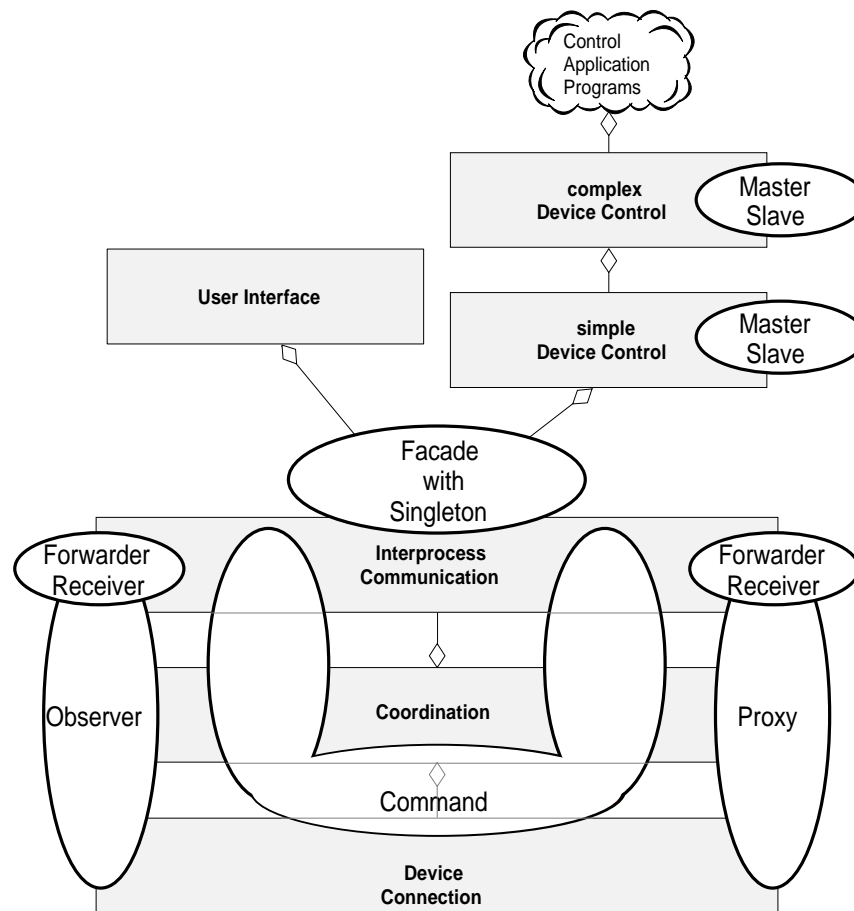 Control
Application
Programs
complex
Device Control
Master
Slave
User Interface
simple
Device Control
Master
Slave
Facade
with
Singleton
Forwarder
Receiver
Interprocess
Communication
Forwarder
Receiver
Observer
Coordination
Proxy
Command
Device
Connection